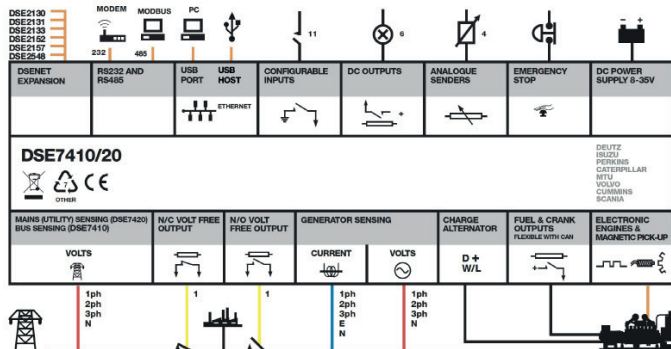 DSE2130
DSE2131
DSE2133
DSE2152
DSE2157
DSE2548
MODEM
MODBUS
PC
232
485
11
6
4
- +
DSENET
EXPANSION
RS232 AND
RS485
USB
PORT
USB
HOST
ETHERNET
CONFIGURABLE
INPUTS
DC OUTPUTS
+
ANALOGUE
SENDERS
EMERGENCY
STOP
DC POWER
SUPPLY 8-35V
DSE7410/20
7
OTHER
CE
DEUTZ
ISUZU
PERKINS
CATERPILLAR
MTU
VOLVO
CUMMINS
SCANIA
MAINS (UTILITY) SENSING (DSE7420)
BUS SENSING (DSE7410)
VOLTS
N/C VOLT FREE
OUTPUT
N/O VOLT
FREE OUTPUT
GENERATOR SENSING
CURRENT
VOLTS
CHARGE
ALTERNATOR
D +
W/L
FUEL & CRANK
OUTPUTS
FLEXIBLE WITH CAN
+
ELECTRONIC
ENGINES &
MAGNETIC PICK-UP
1ph
2ph
3ph
N
1
1
1ph
2ph
3ph
E
N
1ph
2ph
3ph
N